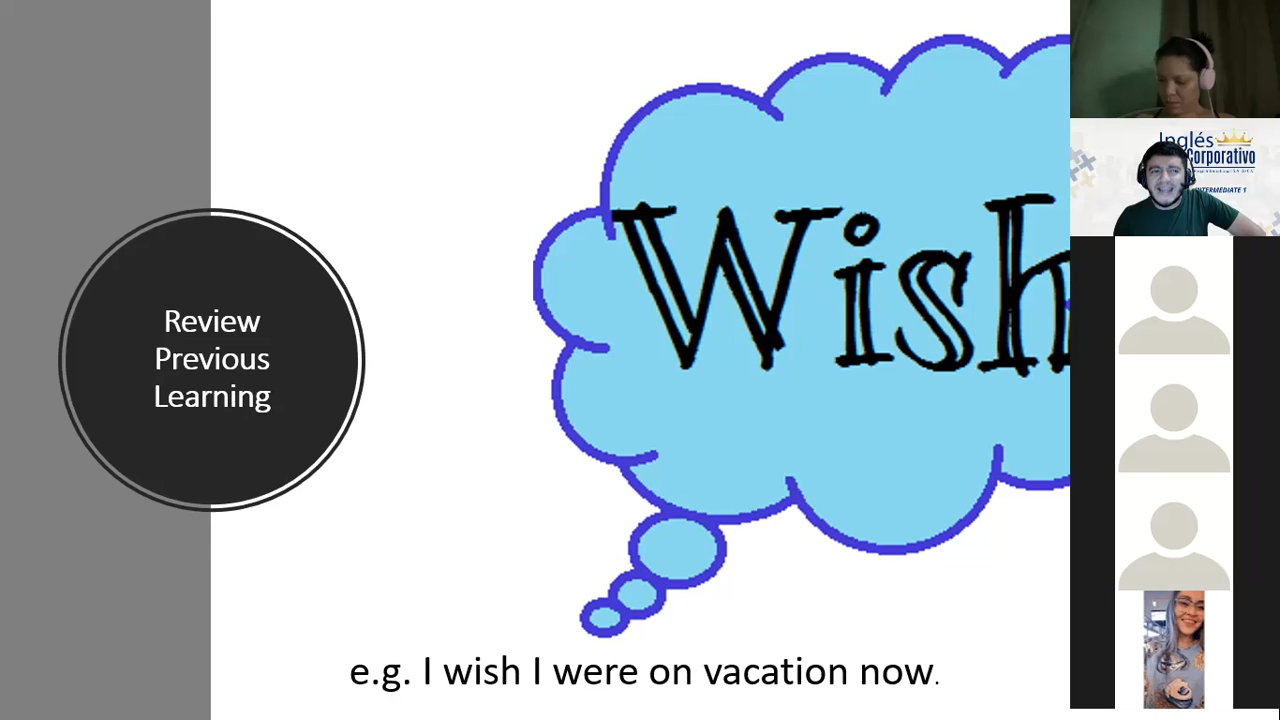 Review
Previous
Learning
Wish
e.g. I wish I were on vacation now.
Inglés
Corporativo
INTERMEDIATE 1